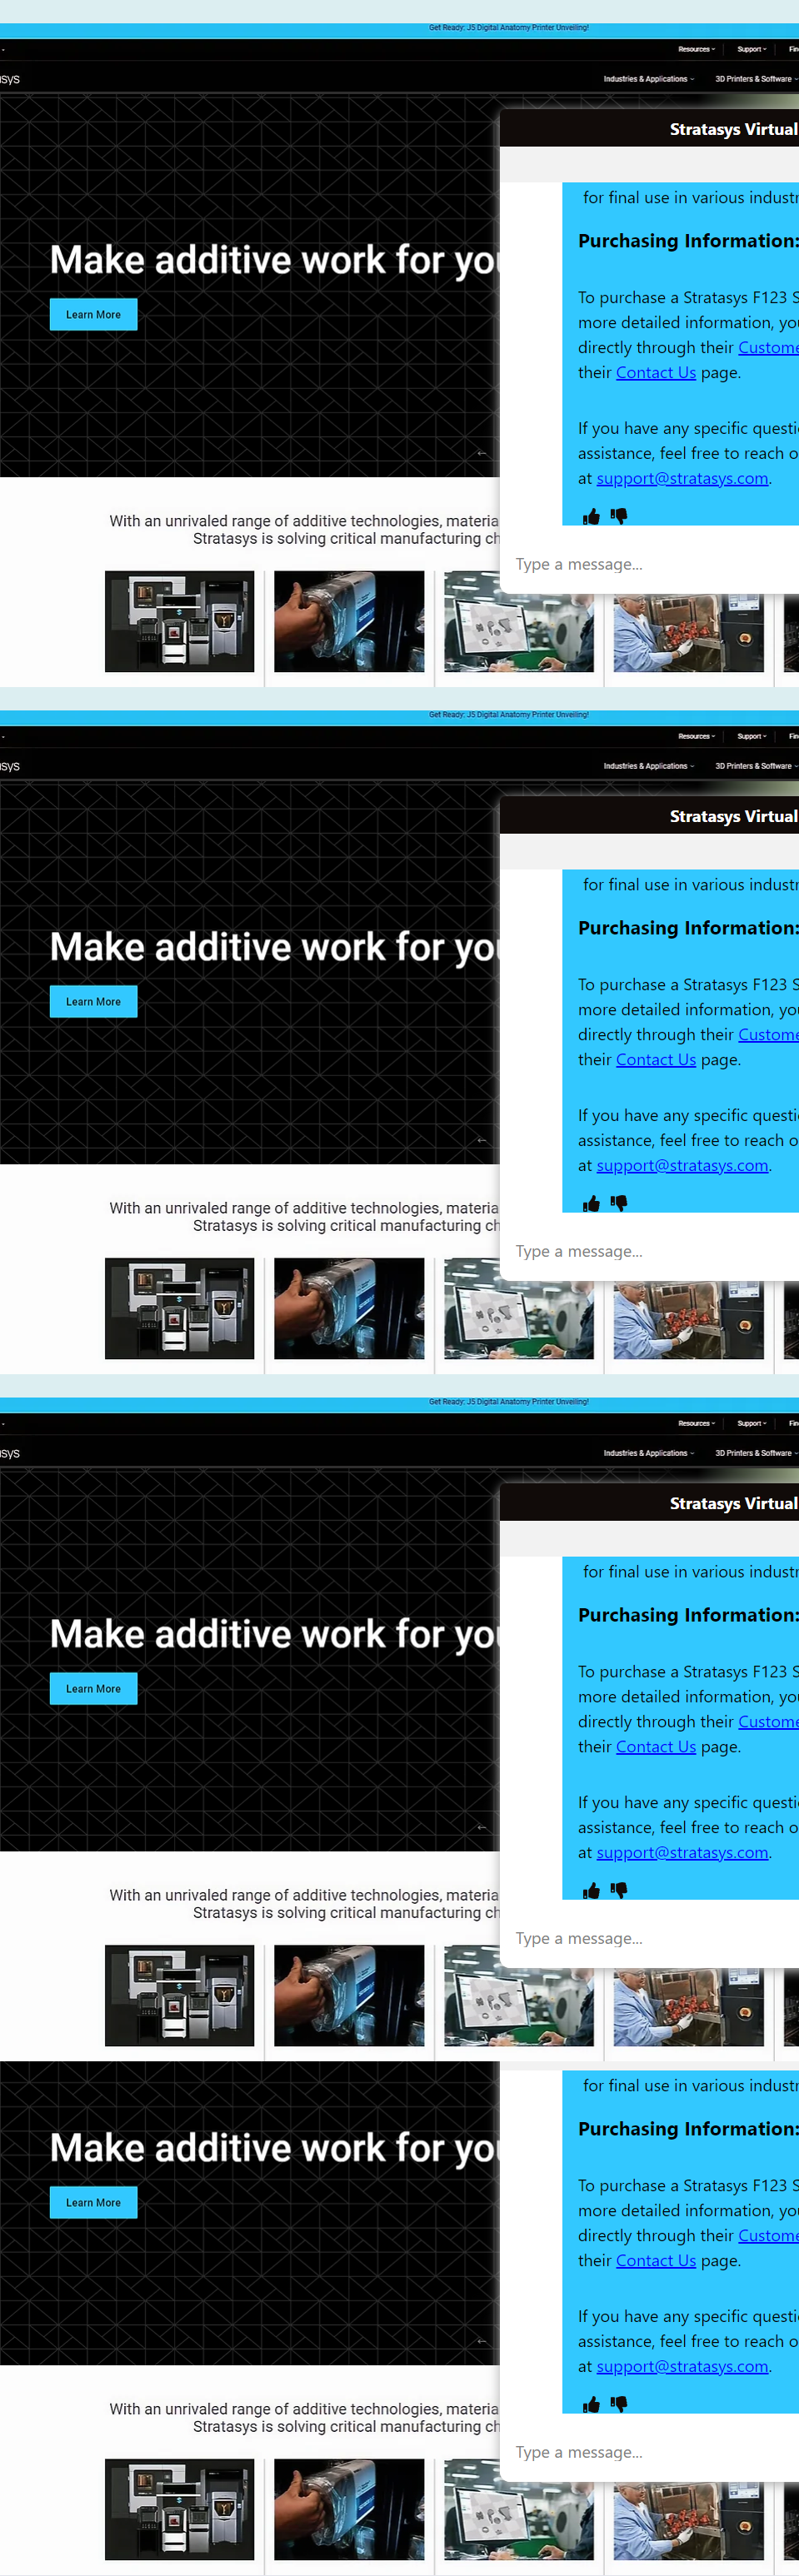 Get Ready: J5 Digital Anatomy Printer Unveiling!
Resources
Support
Fin
asys
Industries & Applications
3D Printers & Software
Stratasys Virtual
for final use in various industr
Make additive work for you
Purchasing Information:
Learn More
To purchase a Stratasys F123 S
more detailed information, you
directly through their Custome
their Contact Us page.
If you have any specific questi
assistance, feel free to reach o
at support@stratasys.com.
With an unrivaled range of additive technologies, materia
Stratasys is solving critical manufacturing ch
Type a message...
Get Ready: J5 Digital Anatomy Printer Unveiling!
Resources
Support
Fin
asys
Industries & Applications
3D Printers & Software
Stratasys Virtual
for final use in various industr
Make additive work for you
Purchasing Information:
Learn More
To purchase a Stratasys F123 S
more detailed information, you
directly through their Custome
their Contact Us page.
If you have any specific questi
assistance, feel free to reach o
at support@stratasys.com.
With an unrivaled range of additive technologies, materia
Stratasys is solving critical manufacturing ch
Type a message...
Get Ready: J5 Digital Anatomy Printer Unveiling!
Resources
Support
Fin
asys
Industries & Applications
3D Printers & Software
Stratasys Virtual
for final use in various industr
Make additive work for you
Purchasing Information:
Learn More
To purchase a Stratasys F123 S
more detailed information, you
directly through their Custome
their Contact Us page.
If you have any specific questi
assistance, feel free to reach o
at support@stratasys.com.
With an unrivaled range of additive technologies, materia
Stratasys is solving critical manufacturing ch
Type a message...
for final use in various industr
Make additive work for you
Purchasing Information:
Learn More
To purchase a Stratasys F123 S
more detailed information, you
directly through their Custome
their Contact Us page.
If you have any specific questi
assistance, feel free to reach o
at support@stratasys.com.
With an unrivaled range of additive technologies, materia
Stratasys is solving critical manufacturing ch
Type a message...